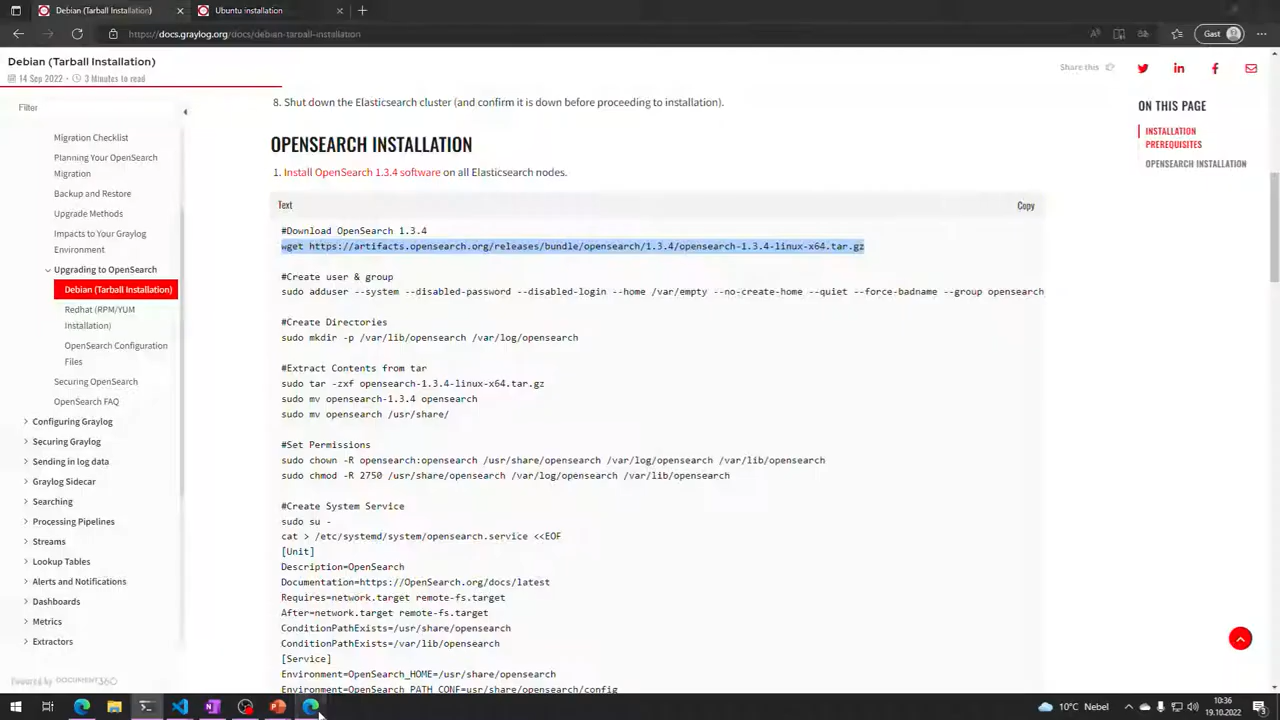 Debian (Tarball Installation)
Ubuntu installation
https://docs.graylog.org/docs/debian-tarball-installation
Gast
Debian (Tarball Installation)
14 Sep 2022 • 3 Minutes to read
Share this
Filter
Migration Checklist
Planning Your OpenSearch
Migration
Backup and Restore
Upgrade Methods
Impacts to Your Graylog
Environment
Upgrading to OpenSearch
Debian (Tarball Installation)
Redhat (RPM/YUM
Installation)
OpenSearch Configuration
Files
Securing OpenSearch
OpenSearch FAQ
Configuring Graylog
Securing Graylog
Sending in log data
Graylog Sidecar
Searching
Processing Pipelines
Streams
Lookup Tables
Alerts and Notifications
Dashboards
Metrics
Extractors
Powered by DOCUMENT360
8. Shut down the Elasticsearch cluster (and confirm it is down before proceeding to installation).
OPENSEARCH INSTALLATION
1. Install OpenSearch 1.3.4 software on all Elasticsearch nodes.
Text
Copy
#Download OpenSearch 1.3.4
wget https://artifacts.opensearch.org/releases/bundle/opensearch/1.3.4/opensearch-1.3.4-linux-x64.tar.gz
#Create user & group
sudo adduser --system --disabled-password --disabled-login --home /var/empty --no-create-home --quiet --force-badname --group opensearch
#Create Directories
sudo mkdir -p /var/lib/opensearch /var/log/opensearch
#Extract Contents from tar
sudo tar -zxf opensearch-1.3.4-linux-x64.tar.gz
sudo mv opensearch-1.3.4 opensearch
sudo mv opensearch /usr/share/
#Set Permissions
sudo chown -R opensearch:opensearch /usr/share/opensearch /var/log/opensearch /var/lib/opensearch
sudo chmod -R 2750 /usr/share/opensearch /var/log/opensearch /var/lib/opensearch
#Create System Service
sudo su -
cat > /etc/systemd/system/opensearch.service <<EOF
[Unit]
Description=OpenSearch
Documentation=https://OpenSearch.org/docs/latest
Requires=network.target remote-fs.target
After=network.target remote-fs.target
ConditionPathExists=/usr/share/opensearch
ConditionPathExists=/var/lib/opensearch
[Service]
Environment=OpenSearch_HOME=/usr/share/opensearch
Environment=OpenSearch_PATH_CONF=/usr/share/opensearch/config
ON THIS PAGE
INSTALLATION
PREREQUISITES
OPENSEARCH INSTALLATION
10°C Nebel
10:36
19.10.2022